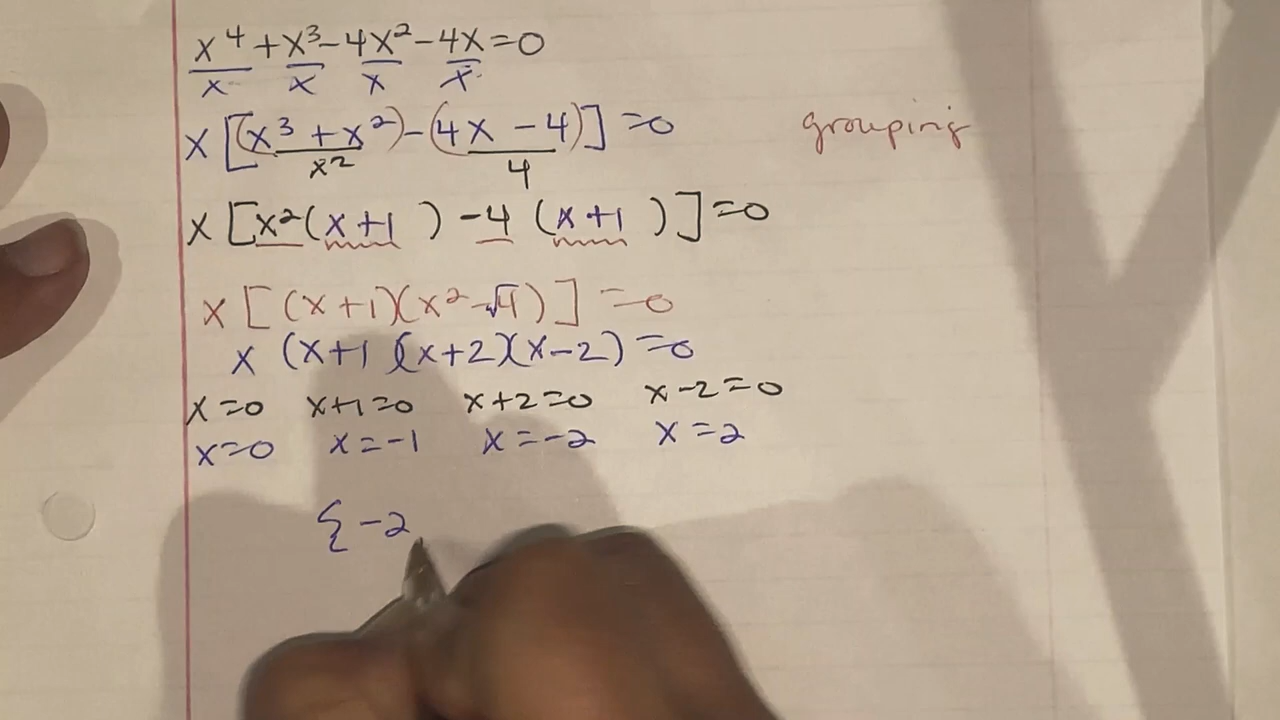 x⁴ + x³ - 4x² - 4x = 0
x x x x
x [(x³ + x²) - (4x - 4)] = 0 grouping
x² 4
x [x² (x + 1 ) - 4 (x + 1 )] = 0
x [(x + 1)(x² - √4)] = 0
x (x + 1 )(x + 2)(x - 2) = 0
x = 0 x + 1 = 0 x + 2 = 0 x - 2 = 0
x = 0 x = -1 x = -2 x = 2
{ -2